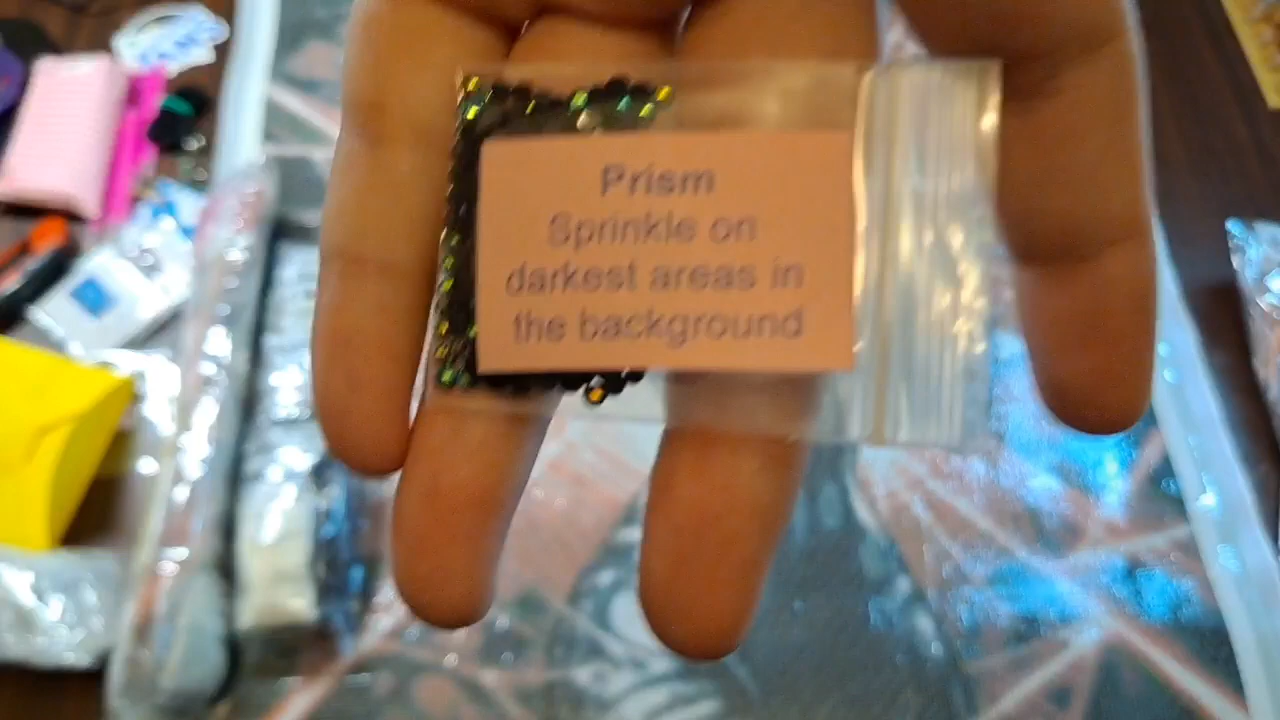 Prism
Sprinkle on
darkest areas in
the background